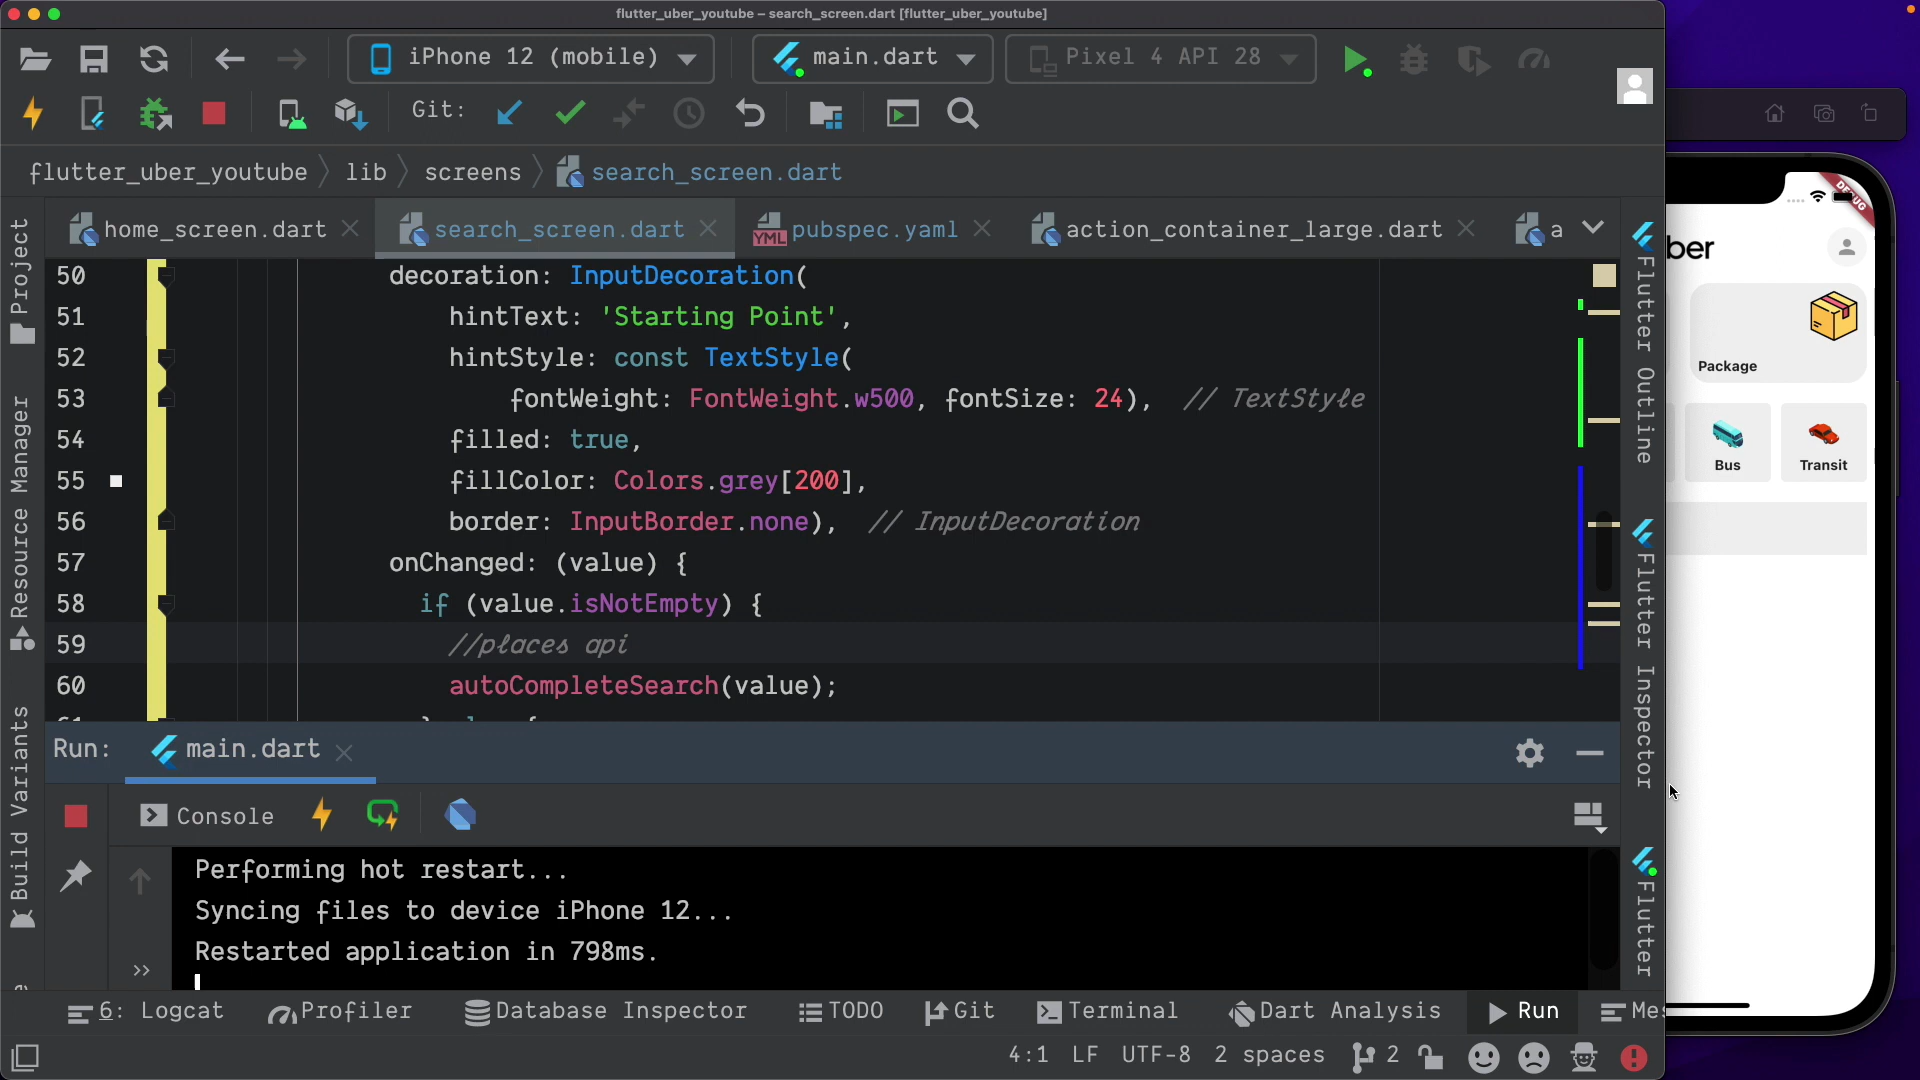 flutter_uber_youtube – search_screen.dart [flutter_uber_youtube]
iPhone 12 (mobile)
main.dart
Pixel 4 API 28
Git:
flutter_uber_youtube
lib
screens
search_screen.dart
home_screen.dart
search_screen.dart
pubspec.yaml
action_container_large.dart
a
50 decoration: InputDecoration(
51 hintText: 'Starting Point',
52 hintStyle: const TextStyle(
53 fontWeight: FontWeight.w500, fontSize: 24), // TextStyle
54 filled: true,
55 fillColor: Colors.grey[200],
56 border: InputBorder.none), // InputDecoration
57 onChanged: (value) {
58 if (value.isNotEmpty) {
59 //places api
60 autoCompleteSearch(value);
Project
Resource Manager
Build Variants
Flutter Outline
Flutter Inspector
Flutter
Run:
main.dart
Console
Performing hot restart...
Syncing files to device iPhone 12...
Restarted application in 798ms.
6: Logcat
Profiler
Database Inspector
TODO
Git
Terminal
Dart Analysis
Run
Mes
4:1
LF
UTF-8
2 spaces
2
DEBUG
ber
Package
Bus
Transit